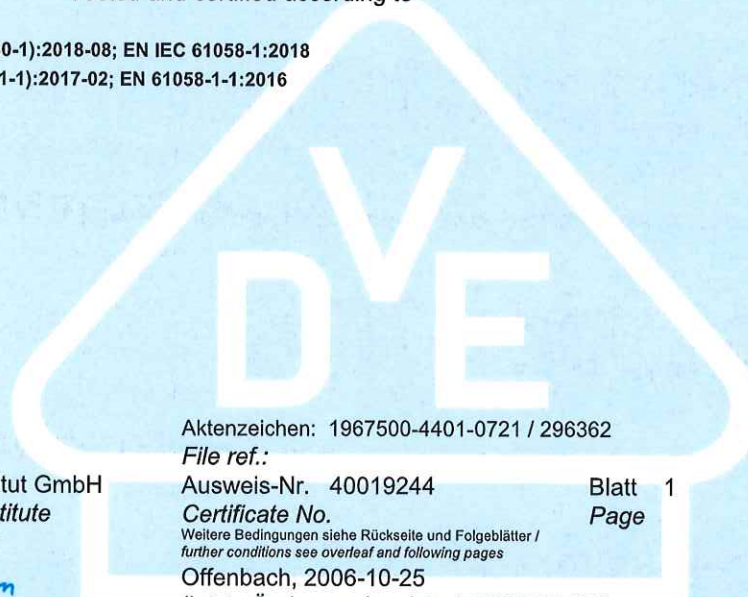 0-1):2018-08; EN IEC 61058-1:2018
1-1):2017-02; EN 61058-1-1:2016
VDE
Aktenzeichen: 1967500-4401-0721 / 296362
File ref.:
tut GmbH Ausweis-Nr. 40019244 Blatt 1
titute Certificate No. Page
Weitere Bedingungen siehe Rückseite und Folgeblätter /
further conditions see overleaf and following pages
Offenbach, 2006-10-25